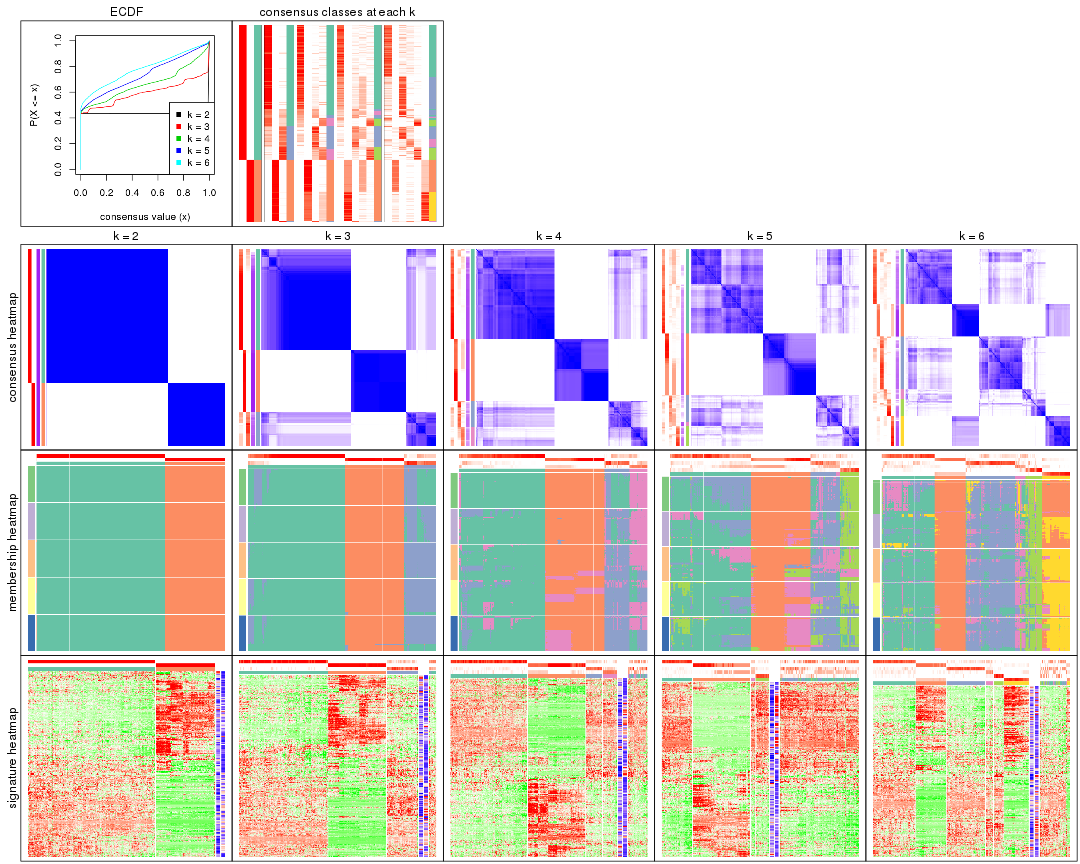 ECDF
consensus classes at each k
P(X <= x)
1.0
0.8
0.6
0.4
0.2
0.0
k = 2
k = 3
k = 4
k = 5
k = 6
0.0 0.2 0.4 0.6 0.8 1.0
consensus value (x)
k = 2
k = 3
k = 4
k = 5
k = 6
consensus heatmap
membership heatmap
signature heatmap